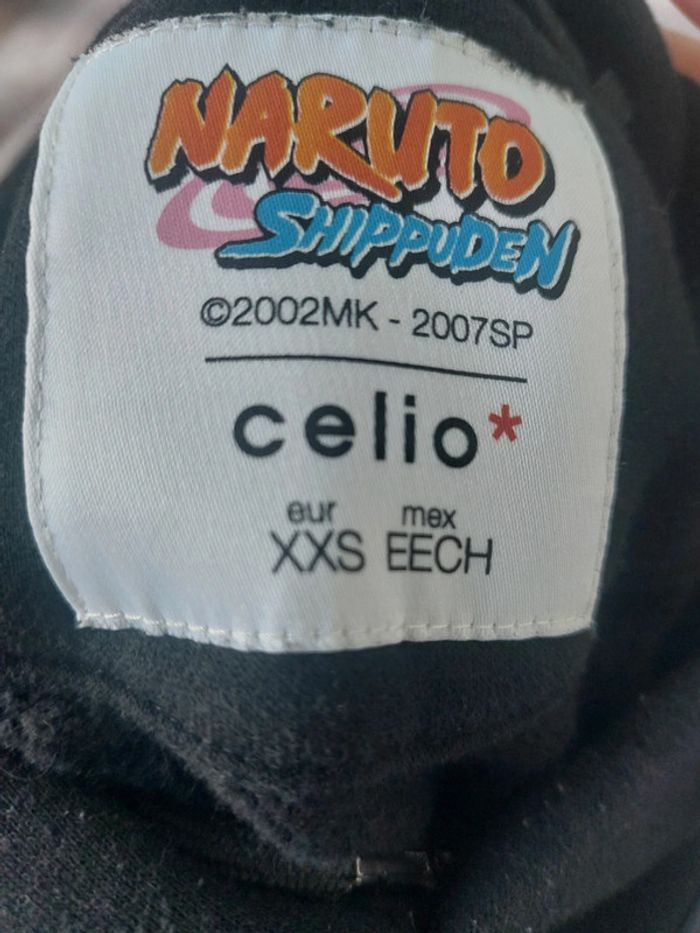 NARUTO
SHIPPUDEN
©2002MK - 2007SP
celio*
eur mex
XXS EECH